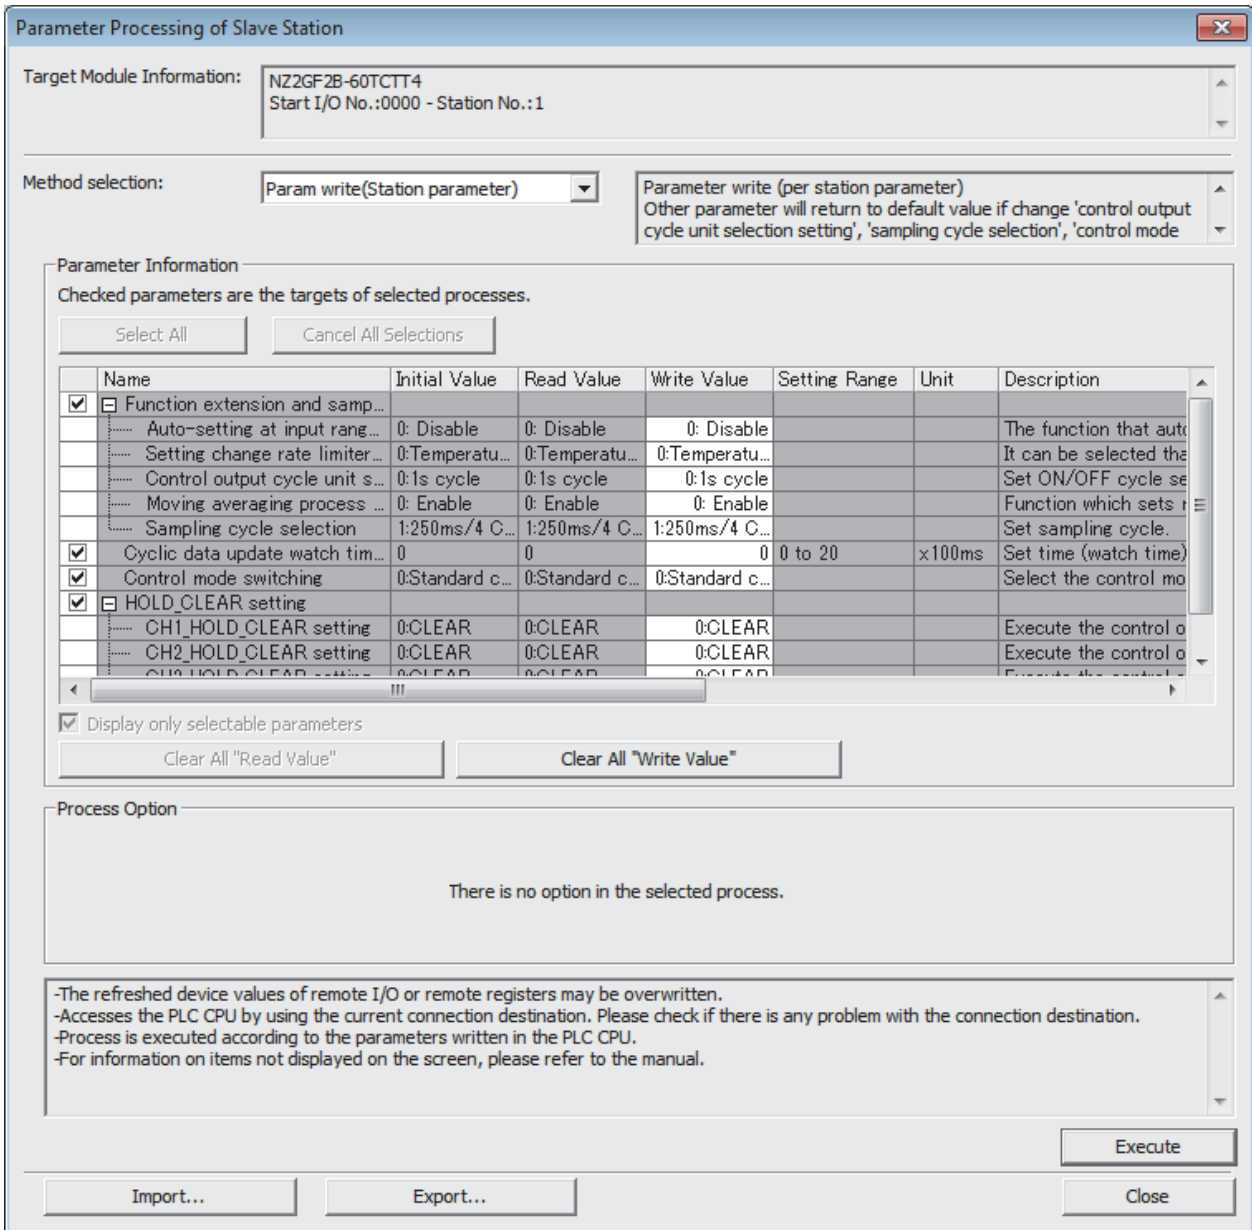 Parameter Processing of Slave Station
Target Module Information:
NZ2GF2B-60TCTT4
Start I/O No.:0000 - Station No.:1
Method selection:
Param write(Station parameter)
Parameter write (per station parameter)
Other parameter will return to default value if change 'control output
cycle unit selection setting', 'sampling cycle selection', 'control mode
Parameter Information
Checked parameters are the targets of selected processes.
Select All Cancel All Selections
Name Initial Value Read Value Write Value Setting Range Unit Description
Function extension and samp...
Auto-setting at input rang... 0: Disable 0: Disable 0: Disable The function that auto
Setting change rate limiter... 0:Temperatu... 0:Temperatu... 0:Temperatu... It can be selected tha
Control output cycle unit s... 0:1s cycle 0:1s cycle 0:1s cycle Set ON/OFF cycle se
Moving averaging process ... 0: Enable 0: Enable 0: Enable Function which sets
Sampling cycle selection 1:250ms/4 C... 1:250ms/4 C... 1:250ms/4 C... Set sampling cycle.
Cyclic data update watch tim... 0 0 0 0 to 20 x100ms Set time (watch time)
Control mode switching 0:Standard c... 0:Standard c... 0:Standard c... Select the control mo
HOLD_CLEAR setting
CH1_HOLD_CLEAR setting 0:CLEAR 0:CLEAR 0:CLEAR Execute the control o
CH2_HOLD_CLEAR setting 0:CLEAR 0:CLEAR 0:CLEAR Execute the control o
Display only selectable parameters
Clear All "Read Value" Clear All "Write Value"
Process Option
There is no option in the selected process.
-The refreshed device values of remote I/O or remote registers may be overwritten.
-Accesses the PLC CPU by using the current connection destination. Please check if there is any problem with the connection destination.
-Process is executed according to the parameters written in the PLC CPU.
-For information on items not displayed on the screen, please refer to the manual.
Execute
Import... Export... Close